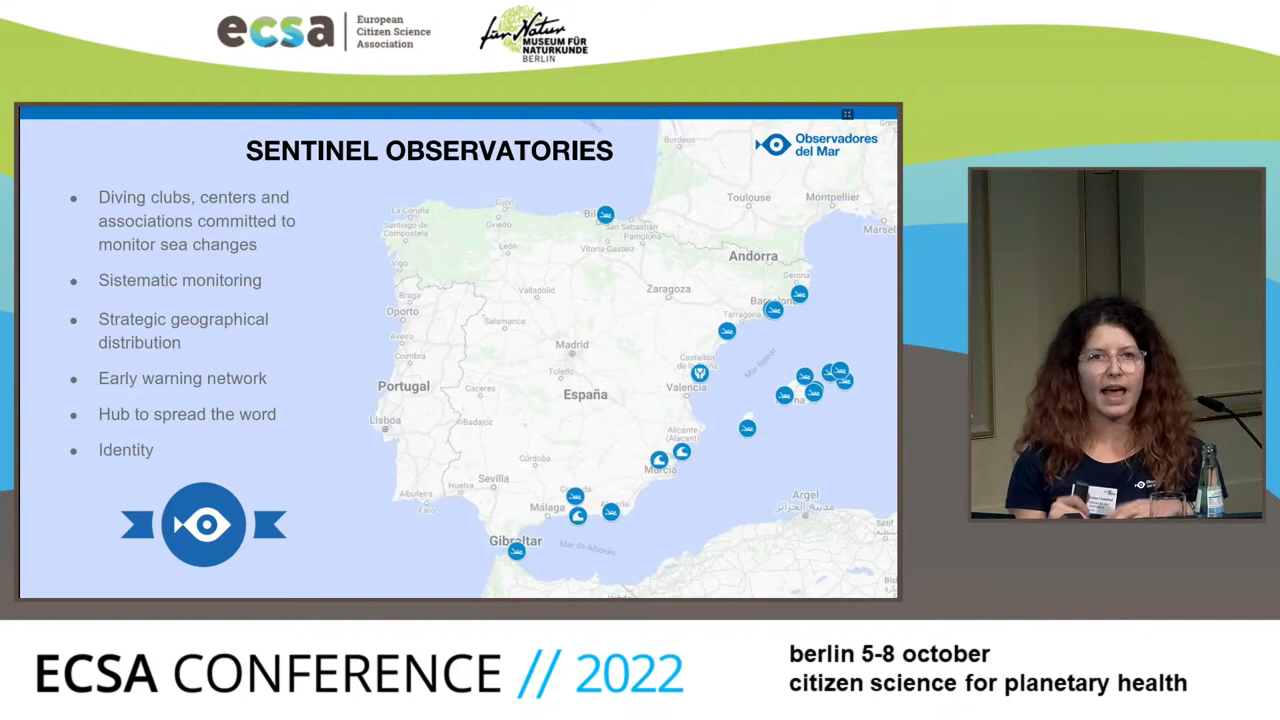 ecsa
European
Citizen Science
Association
für Natur
MUSEUM FÜR
NATURKUNDE
BERLIN
SENTINEL OBSERVATORIES
Observadores
del Mar
Diving clubs, centers and
associations committed to
monitor sea changes
Sistematic monitoring
Strategic geographical
distribution
Early warning network
Hub to spread the word
Identity
Burdeos
Toulouse
Montpellier
Marsel
La Coruña
Santiago de
Compostela
Gijón
Oviedo
León
Vigo
San Sebastián
Pamplona
Vitoria-Gasteiz
Andorra
Gerona
Barcelona
Tarragona
Zaragoza
Valladolid
Braga
Oporto
Salamanca
Aveiro
Coimbra
Madrid
Toledo
Castellón
Valencia
Mar Balear
Portugal
Cáceres
España
Lisboa
Badajoz
Alicante
(Alacant)
Murcia
Córdoba
Sevilla
Huelva
Albufeira
Faro
Málaga
Almería
Gibraltar
Mar de Alborán
Argel
مدينة الجزائر
Setif
ECSA CONFERENCE // 2022
berlin 5-8 october
citizen science for planetary health